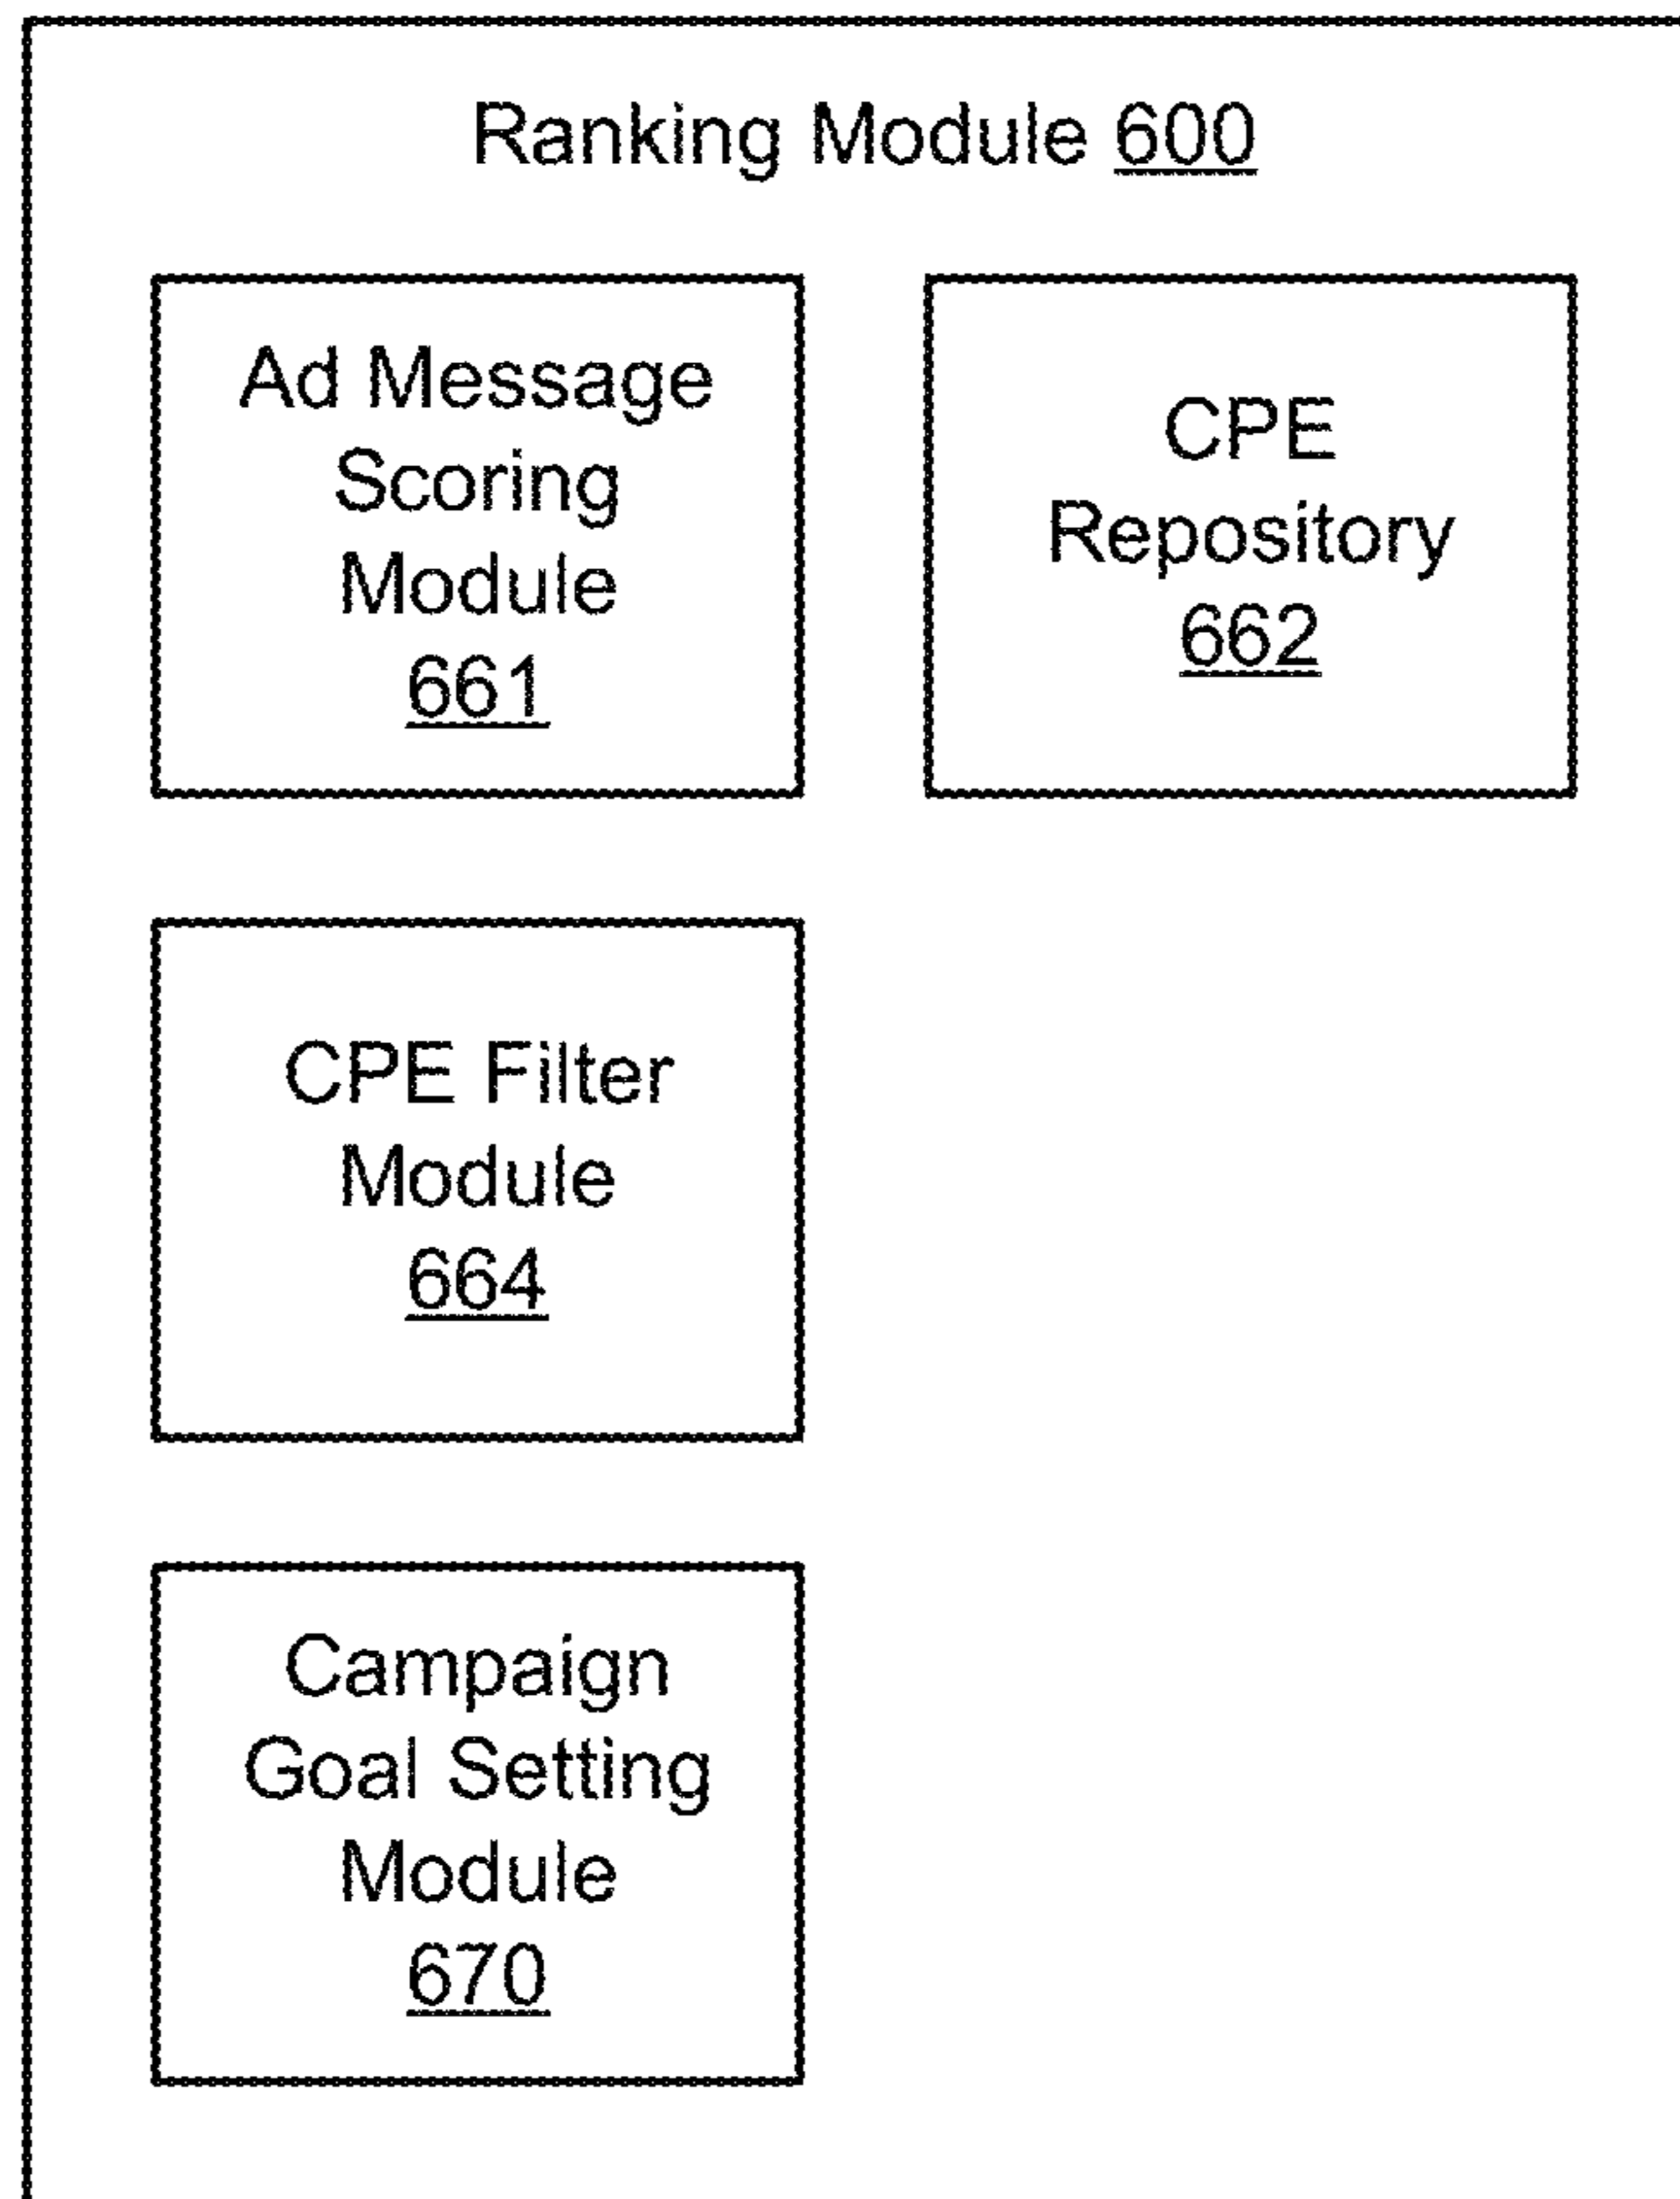 Ranking Module 600
Ad Message
Scoring
Module
661
CPE
Repository
662
CPE Filter
Module
664
Campaign
Goal Setting
Module
670